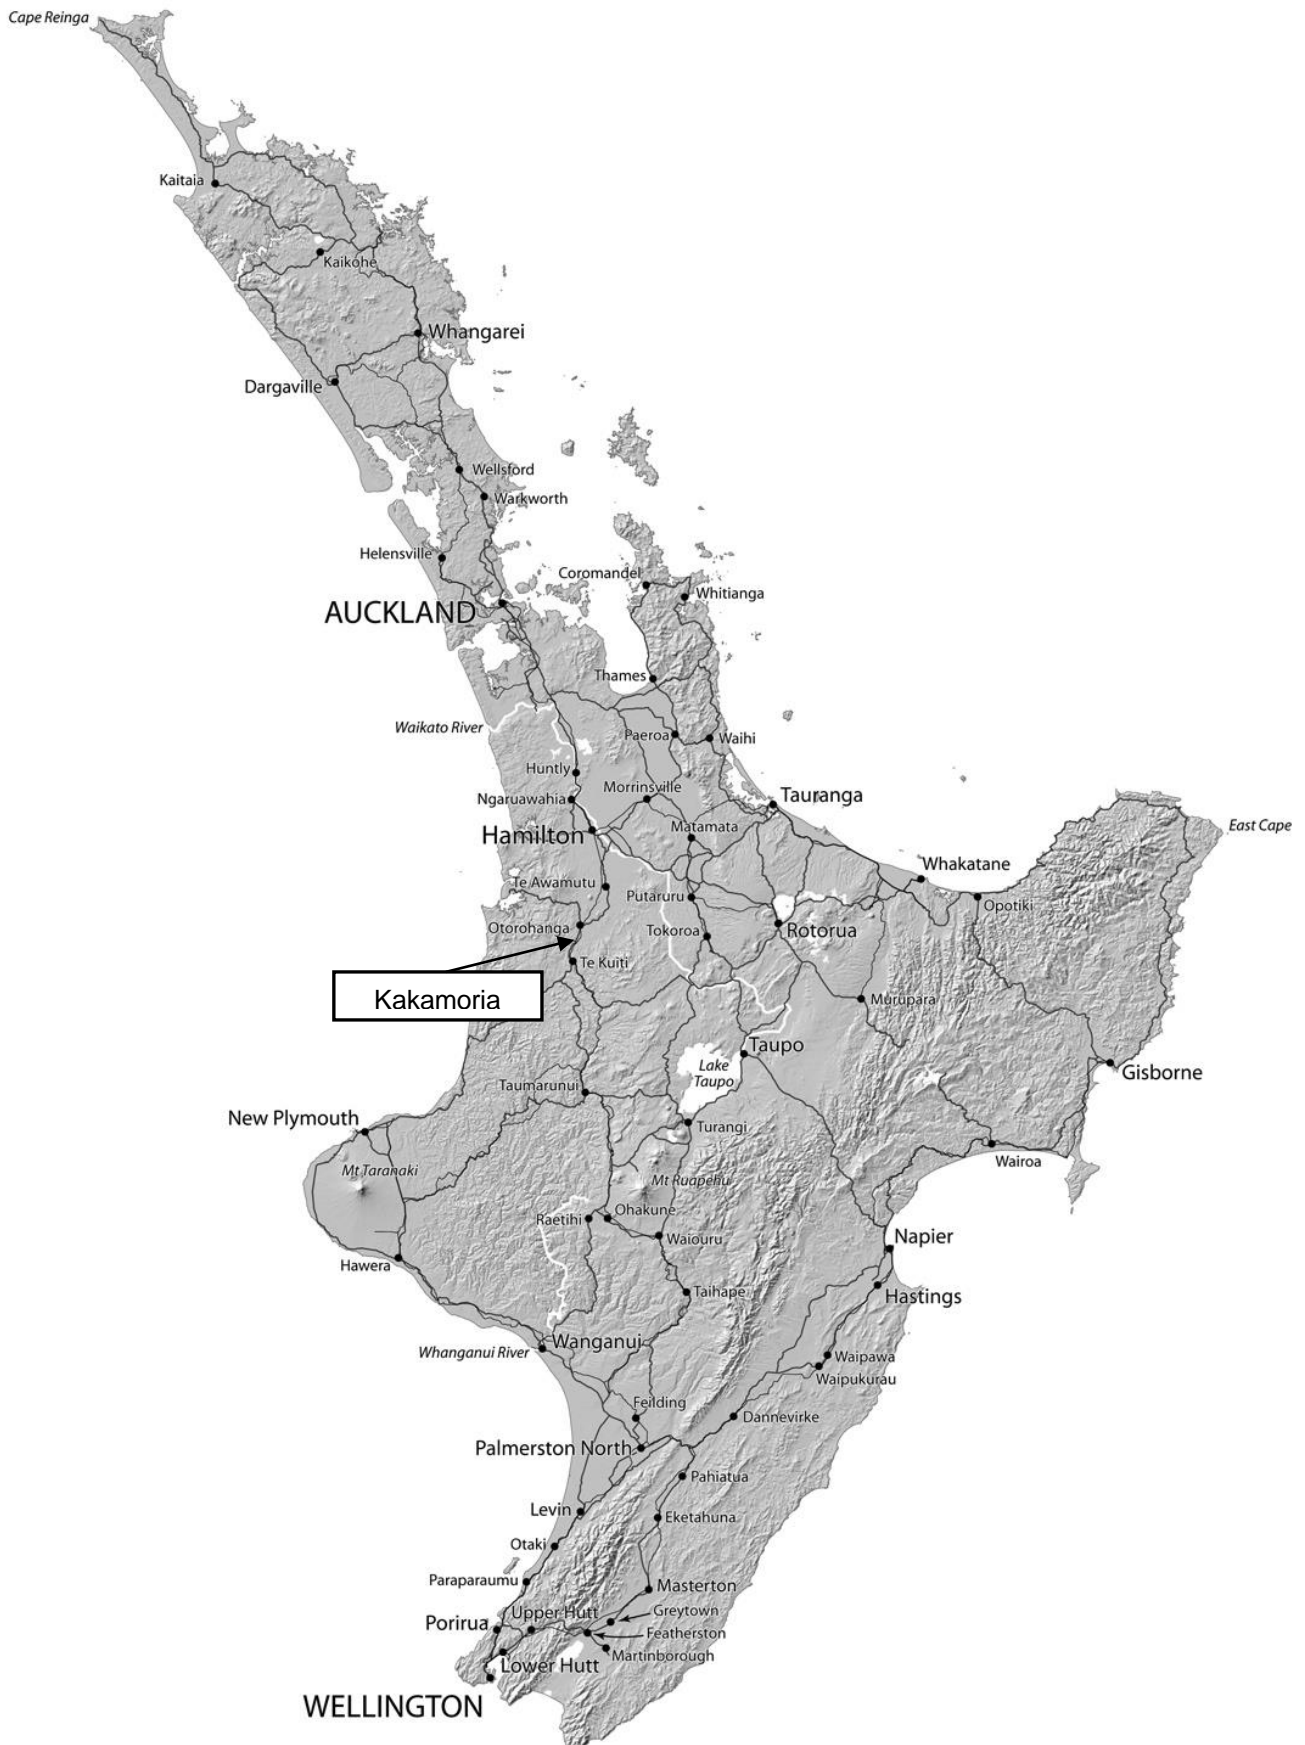 Cape Reinga
Kaitaia
Kaikohe
Whangarei
Dargaville
Wellsford
Warkworth
Helensville
Coromandel
Whitianga
AUCKLAND
Thames
Waikato River
Paeroa
Waihi
Huntly
Morrinsville
Ngaruawahia
Tauranga
Hamilton
Matamata
East Cape
Whakatane
Te Awamutu
Putaruru
Opotiki
Otorohanga
Tokoroa
Rotorua
Te Kuiti
Kakamoria
Murupara
Taupo
Lake
Taupo
Gisborne
Taumarunui
New Plymouth
Turangi
Wairoa
Mt Taranaki
Mt Ruapehu
Ohakune
Raetihi
Waiouru
Napier
Hawera
Taihape
Hastings
Wanganui
Whanganui River
Waipawa
Waipukurau
Feilding
Dannevirke
Palmerston North
Pahiatua
Levin
Eketahuna
Otaki
Paraparaumu
Masterton
Greytown
Upper Hutt
Porirua
Featherston
Martinborough
Lower Hutt
WELLINGTON